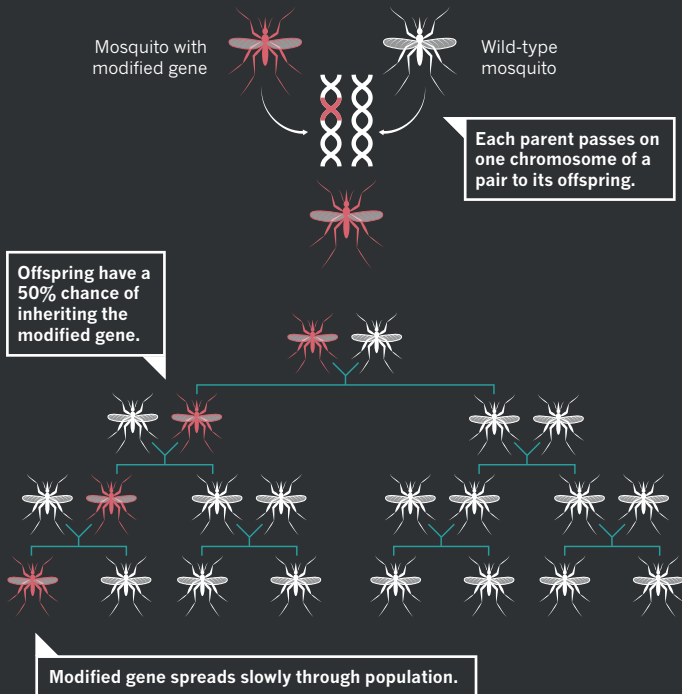 Mosquito with
modified gene
Wild-type
mosquito
Each parent passes on
one chromosome of a
pair to its offspring.
Offspring have a
50% chance of
inheriting the
modified gene.
Modified gene spreads slowly through population.